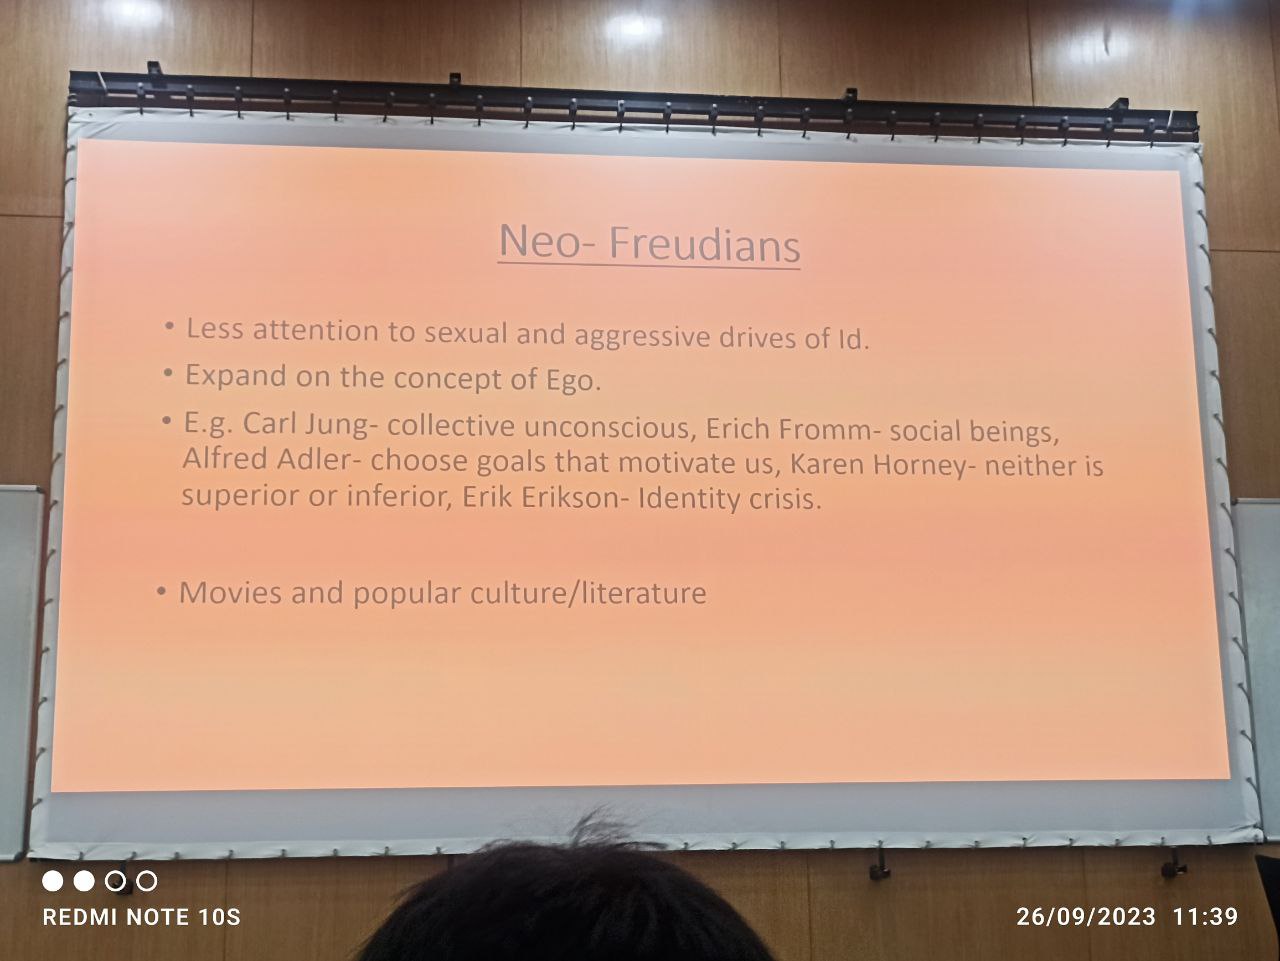 Neo- Freudians
• Less attention to sexual and aggressive drives of Id.
• Expand on the concept of Ego.
• E.g. Carl Jung- collective unconscious, Erich Fromm- social beings,
Alfred Adler- choose goals that motivate us, Karen Horney- neither is
superior or inferior, Erik Erikson- Identity crisis.
• Movies and popular culture/literature
REDMI NOTE 10S
26/09/2023 11:39